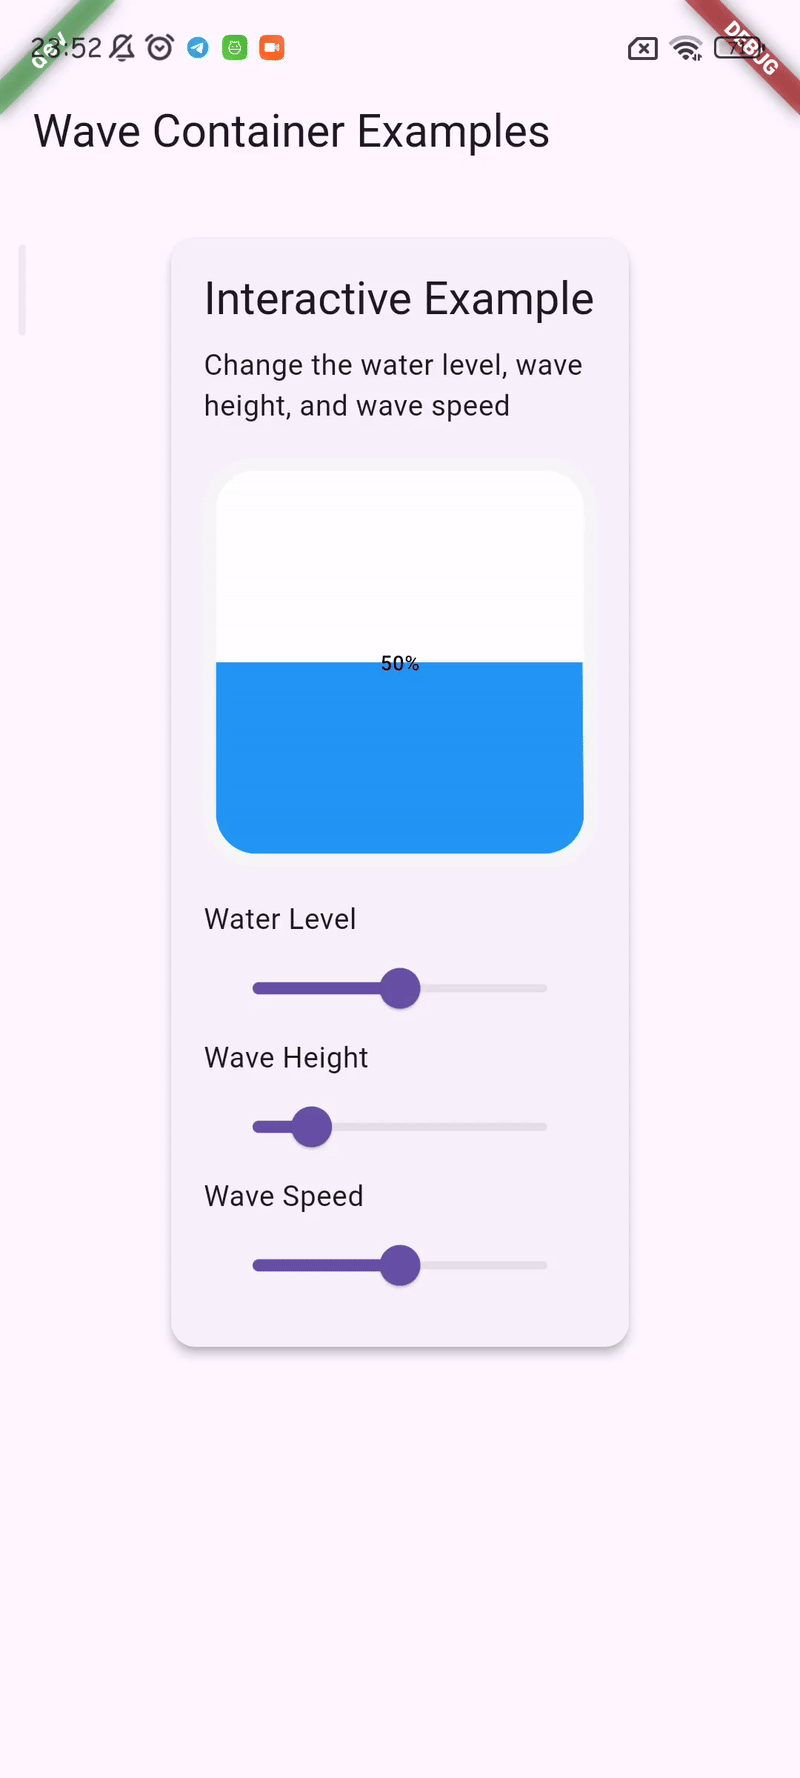 23:52
dev
DEBUG
Wave Container Examples
Interactive Example
Change the water level, wave
height, and wave speed
50%
Water Level
Wave Height
Wave Speed